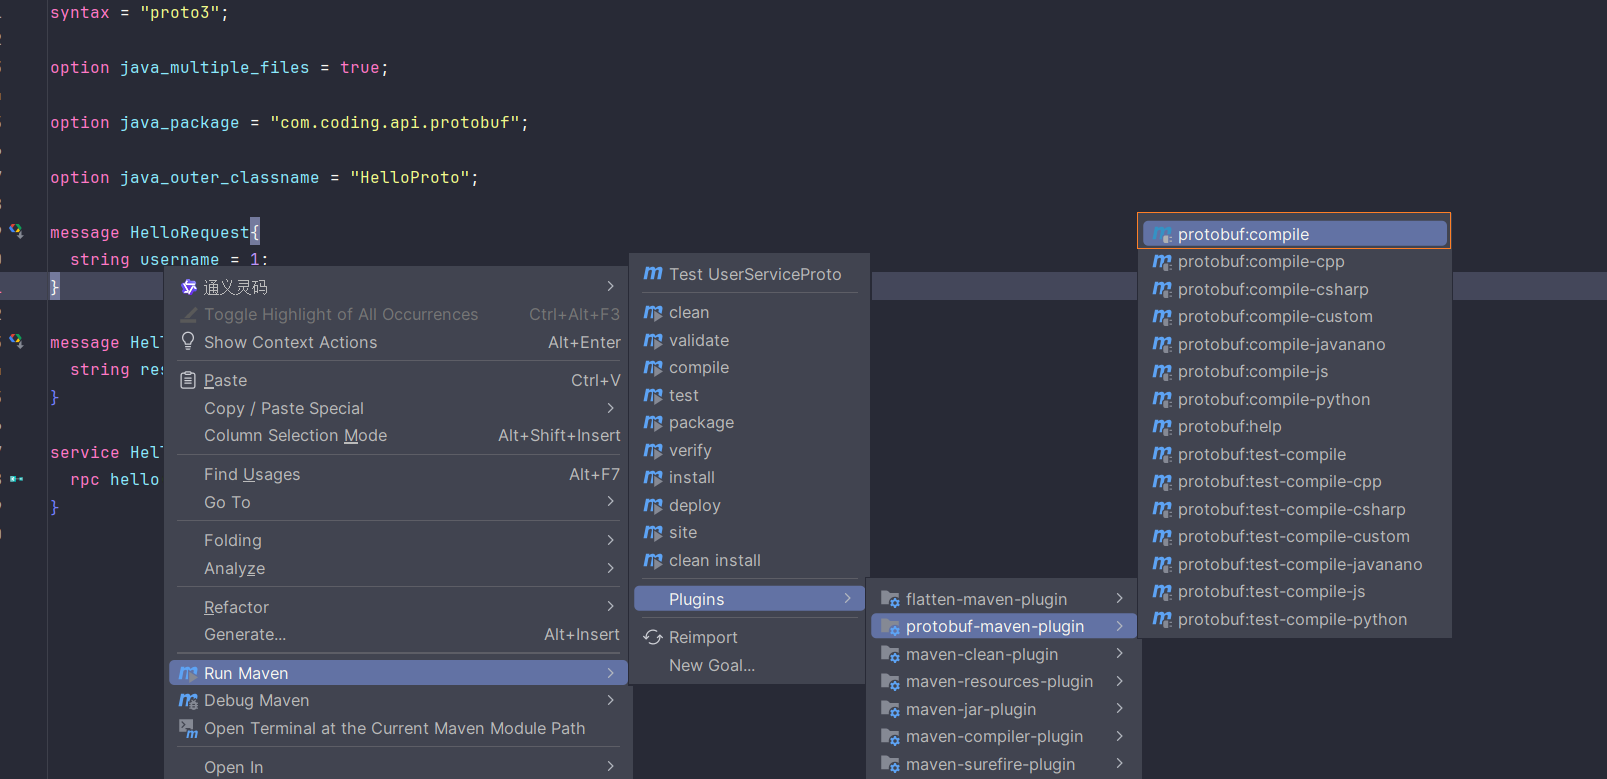 syntax = "proto3";
option java_multiple_files = true;
option java_package = "com.coding.api.protobuf";
option java_outer_classname = "HelloProto";
message HelloRequest{
string username = 1;
}
message Hell
string res
}
service Hell
rpc hello
}
通义灵码
Toggle Highlight of All Occurrences Ctrl+Alt+F3
Show Context Actions Alt+Enter
Paste Ctrl+V
Copy / Paste Special
Column Selection Mode Alt+Shift+Insert
Find Usages Alt+F7
Go To
Folding
Analyze
Refactor
Generate... Alt+Insert
Run Maven
Debug Maven
Open Terminal at the Current Maven Module Path
Open In
Test UserServiceProto
clean
validate
compile
test
package
verify
install
deploy
site
clean install
Plugins
Reimport
New Goal...
flatten-maven-plugin
protobuf-maven-plugin
maven-clean-plugin
maven-resources-plugin
maven-jar-plugin
maven-compiler-plugin
maven-surefire-plugin
protobuf:compile
protobuf:compile-cpp
protobuf:compile-csharp
protobuf:compile-custom
protobuf:compile-javanano
protobuf:compile-js
protobuf:compile-python
protobuf:help
protobuf:test-compile
protobuf:test-compile-cpp
protobuf:test-compile-csharp
protobuf:test-compile-custom
protobuf:test-compile-javanano
protobuf:test-compile-js
protobuf:test-compile-python